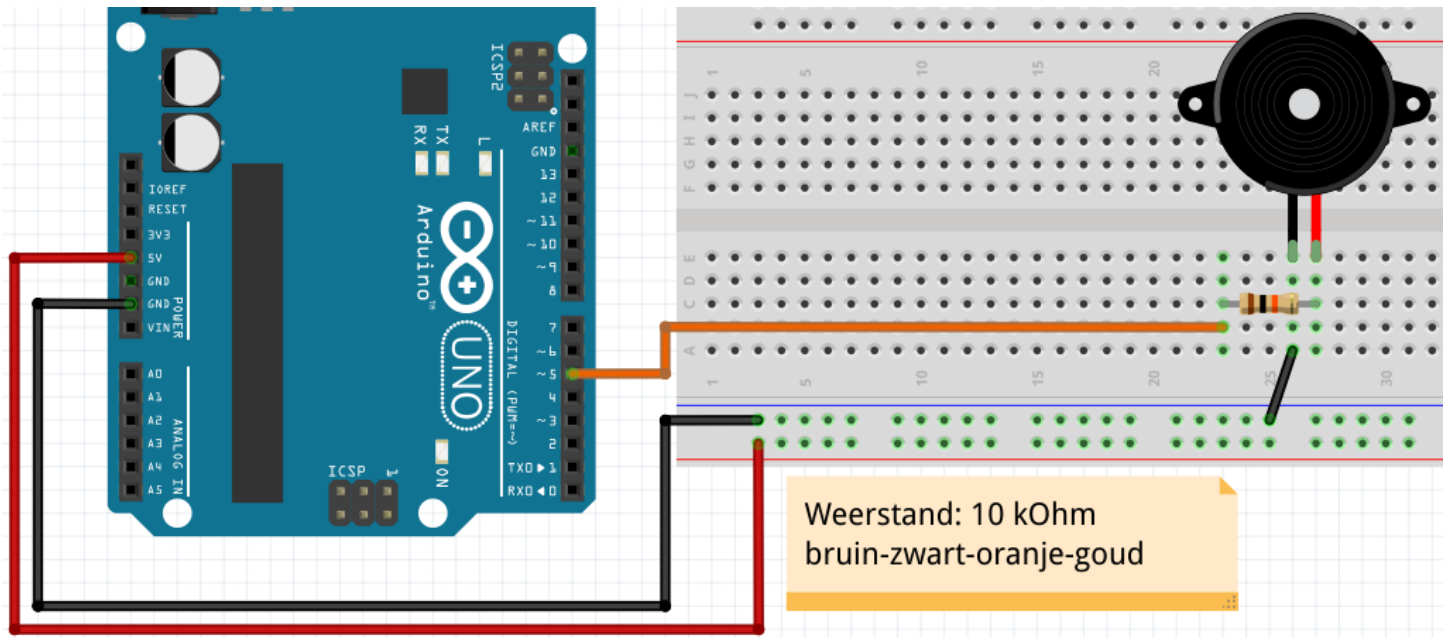 ICSP2
AREF
GND
13
12
~11
~10
~9
8
7
~6
~5
4
~3
2
TX0▶1
RX0◀0
DIGITAL (PWM=~)
RX
TX
L
IOREF
RESET
3V3
5V
GND
GND
VIN
POWER
A0
A1
A2
A3
A4
A5
ANALOG IN
Arduino™
UNO
ON
ICSP
1
1 5 10 15 20
J
I
H
G
F
E
D
C
A
1 5 10 15 20 25 30
Weerstand: 10 kOhm
bruin-zwart-oranje-goud